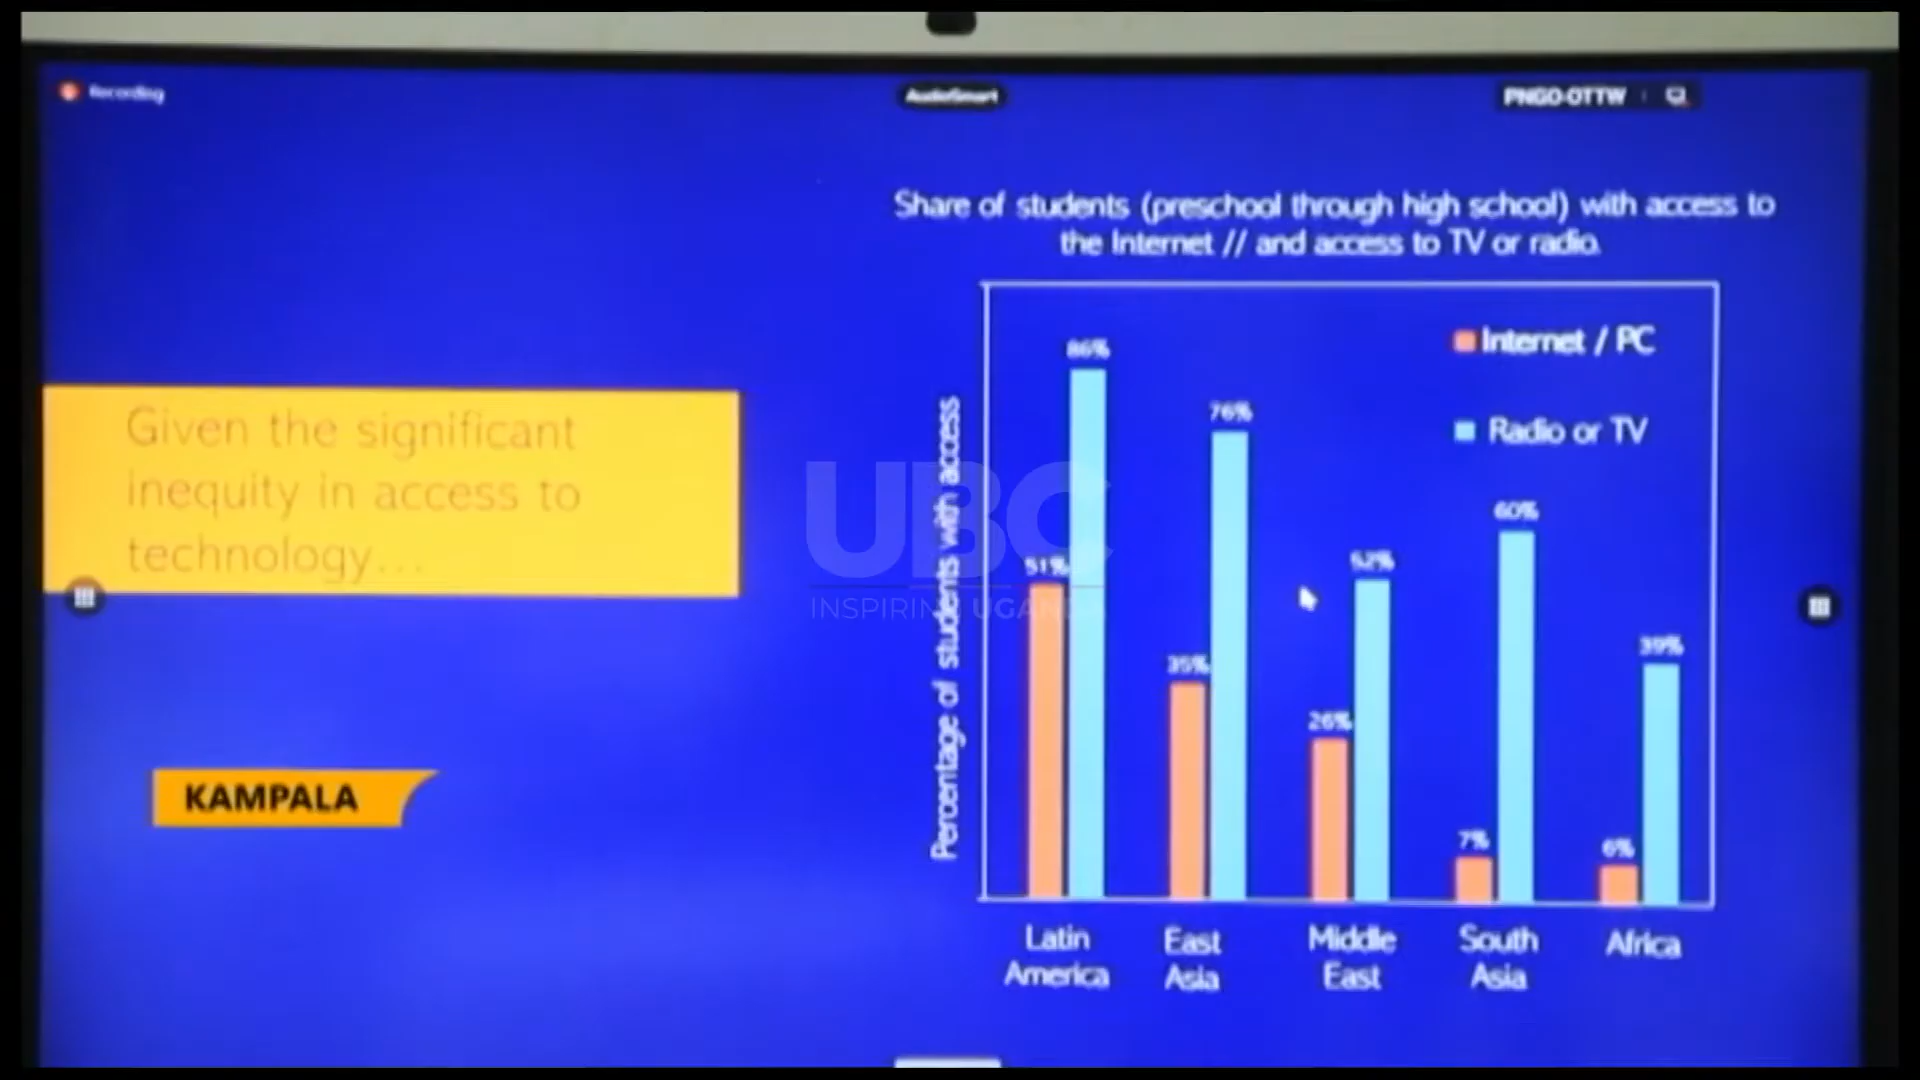 Recording
AudioSmart
PNGO-OTTW
Share of students (preschool through high school) with access to
the Internet // and access to TV or radio.
Given the significant
inequity in access to
technology...
KAMPALA
UBC
INSPIRING UGANDA
Percentage of students with access
Internet / PC
Radio or TV
51%
86%
35%
76%
26%
52%
7%
60%
6%
39%
Latin
America
East
Asia
Middle
East
South
Asia
Africa